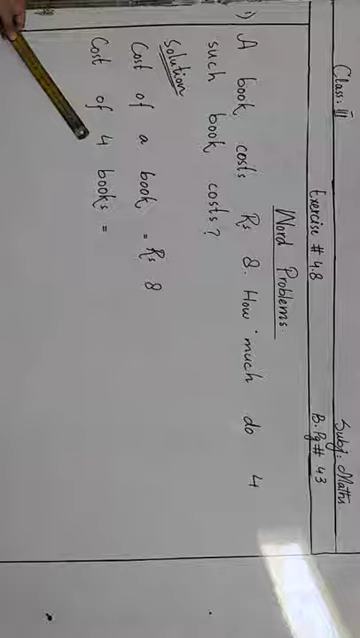 Class: III Subj: Maths
Exercise # 4.8 B. Pg # 43
Word Problems.
i) A book costs Rs 8. How much do 4
such book costs?
Solution
Cost of a book = Rs 8
Cost of 4 books =